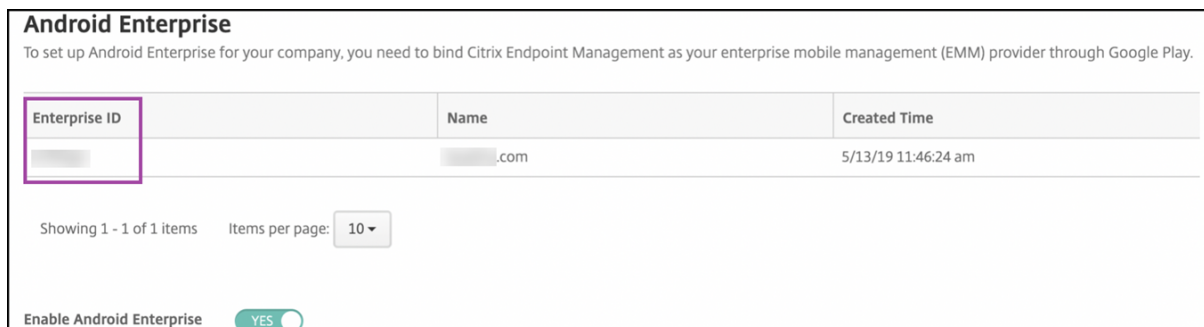 Android Enterprise
To set up Android Enterprise for your company, you need to bind Citrix Endpoint Management as your enterprise mobile management (EMM) provider through Google Play.
Enterprise ID Name Created Time
.com 5/13/19 11:46:24 am
Showing 1 - 1 of 1 items Items per page: 10
Enable Android Enterprise YES